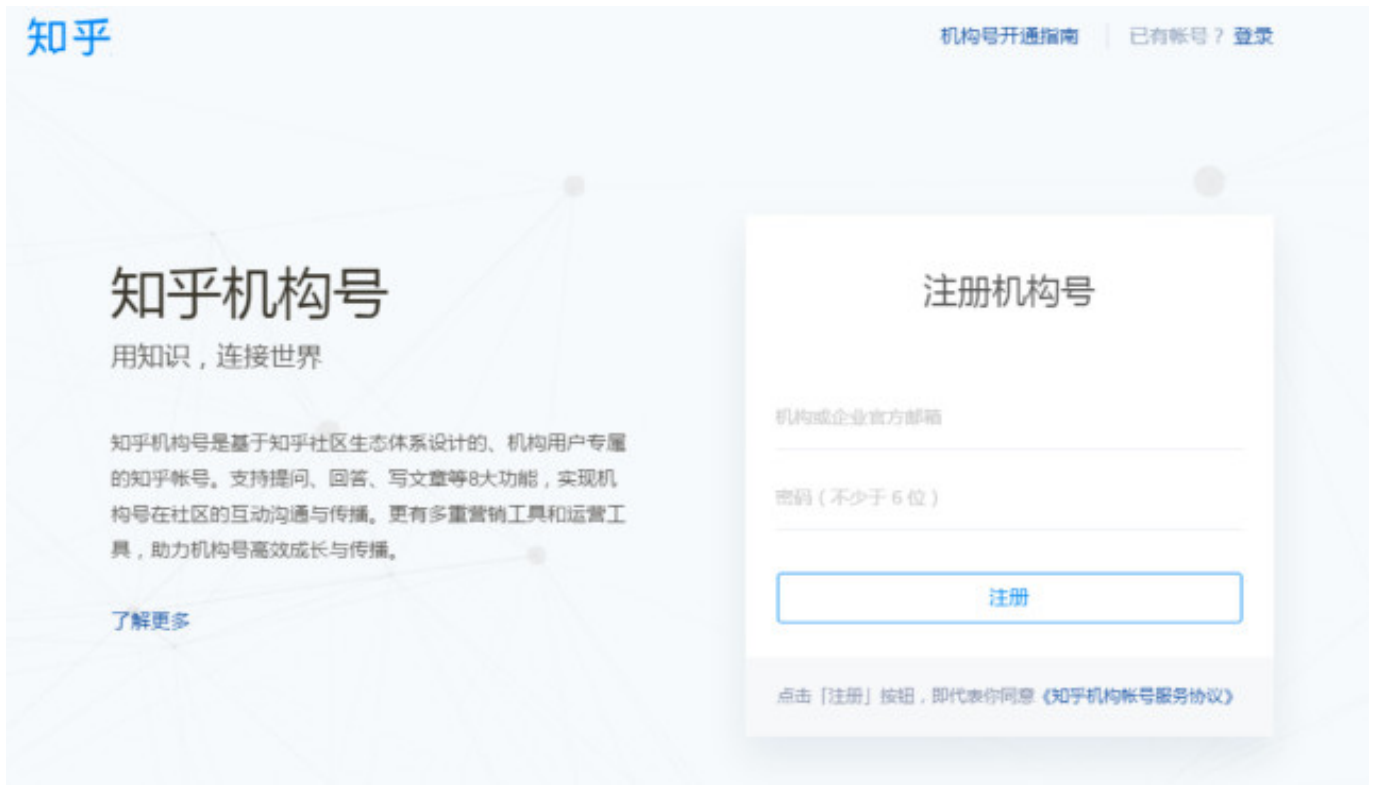 知乎
机构号开通指南 已有帐号？登录
知乎机构号
用知识，连接世界
知乎机构号是基于知乎社区生态体系设计的、机构用户专属
的知乎帐号。支持提问、回答、写文章等8大功能，实现机
构号在社区的互动沟通与传播。更有多重营销工具和运营工
具，助力机构号高效成长与传播。
了解更多
注册机构号
机构或企业官方邮箱
密码（不少于 6 位）
注册
点击「注册」按钮，即代表你同意《知乎机构帐号服务协议》